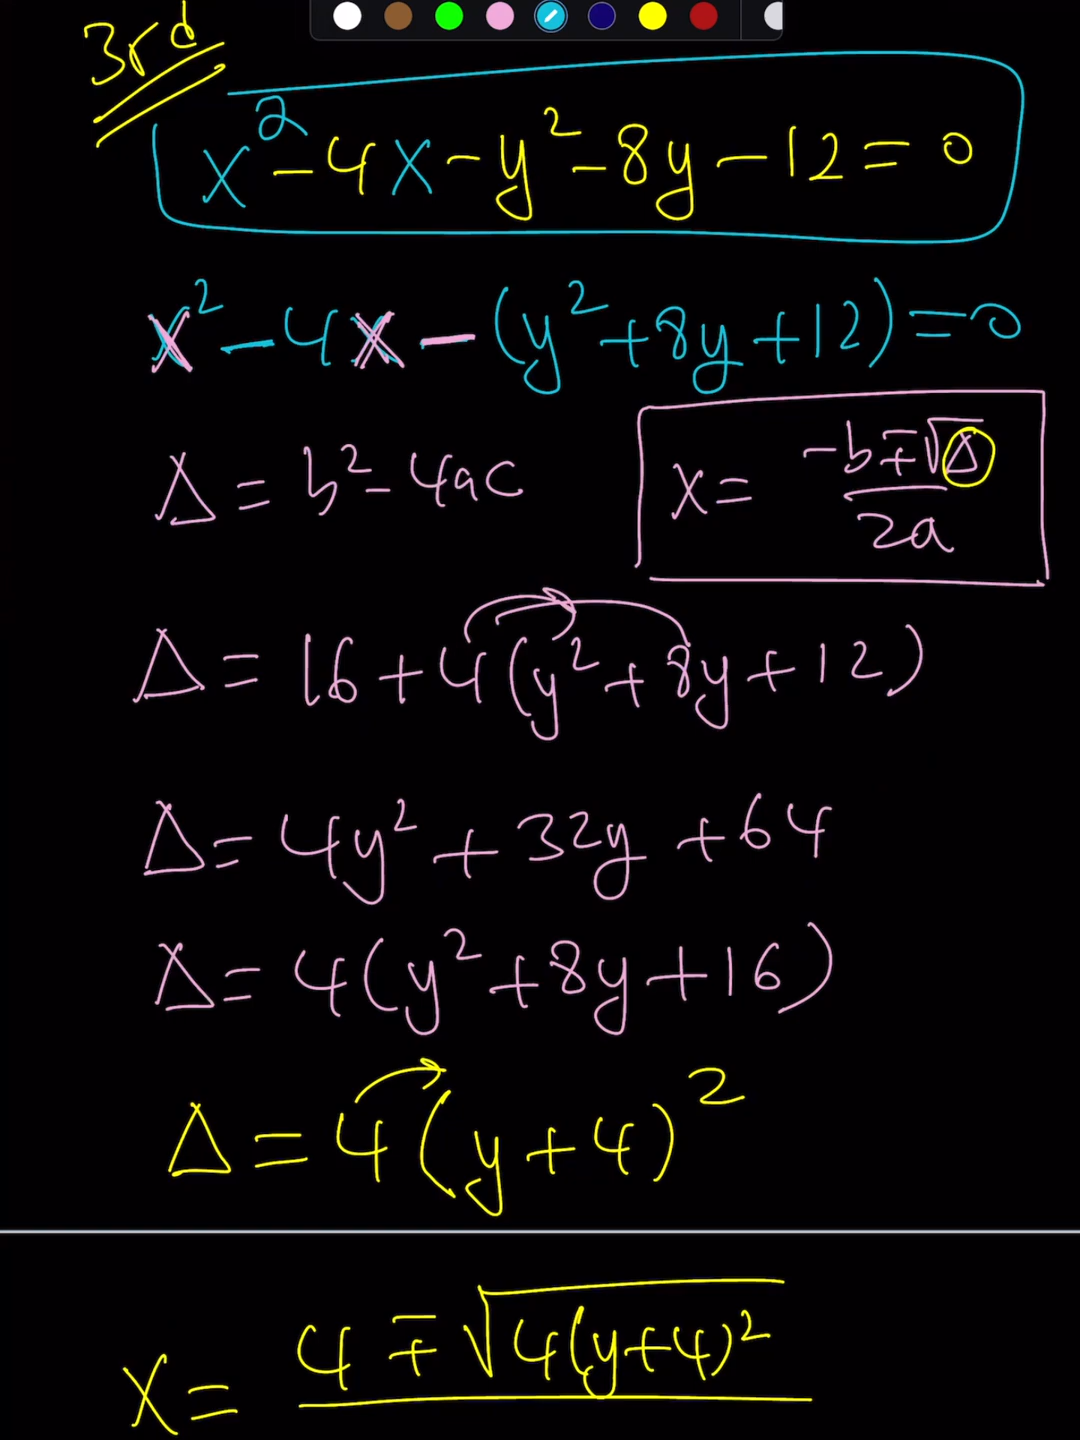 3rd
x² - 4x - y² - 8y - 12 = 0
x² - 4x - (y² + 8y + 12) = 0
Δ = b² - 4ac
x = (-b ∓ √Δ) / 2a
Δ = 16 + 4(y² + 8y + 12)
Δ = 4y² + 32y + 64
Δ = 4(y² + 8y + 16)
Δ = 4(y + 4)²
x = 4 ∓ √4(y+4)²